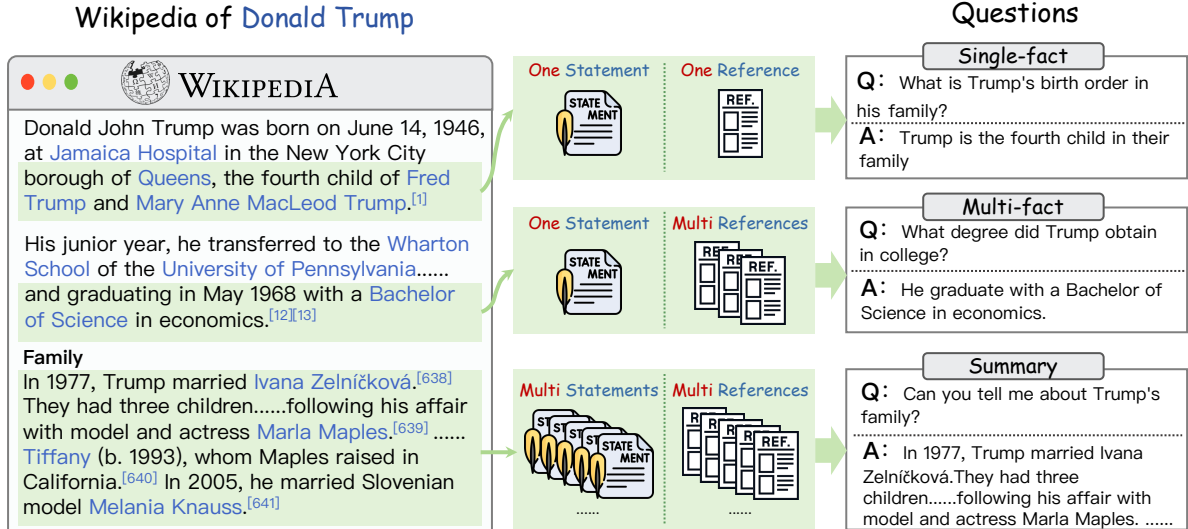 Wikipedia of Donald Trump
Questions
WIKIPEDIA
Donald John Trump was born on June 14, 1946,
at Jamaica Hospital in the New York City
borough of Queens, the fourth child of Fred
Trump and Mary Anne MacLeod Trump.[1]
His junior year, he transferred to the Wharton
School of the University of Pennsylvania......
and graduating in May 1968 with a Bachelor
of Science in economics.[12][13]
Family
In 1977, Trump married Ivana Zelníčková.[638]
They had three children......following his affair
with model and actress Marla Maples.[639] ......
Tiffany (b. 1993), whom Maples raised in
California.[640] In 2005, he married Slovenian
model Melania Knauss.[641]
One Statement
One Reference
STATE
MENT
REF.
One Statement
Multi References
STATE
MENT
REF.
REF.
REF.
Multi Statements
Multi References
STATE
MENT
REF.
......
......
Single-fact
Q: What is Trump's birth order in
his family?
A: Trump is the fourth child in their
family
Multi-fact
Q: What degree did Trump obtain
in college?
A: He graduate with a Bachelor of
Science in economics.
Summary
Q: Can you tell me about Trump's
family?
A: In 1977, Trump married Ivana
Zelníčková.They had three
children......following his affair with
model and actress Marla Maples. ......